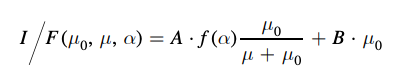 I/F(μ₀, μ, α) = A · f(α) μ₀/(μ + μ₀) + B · μ₀